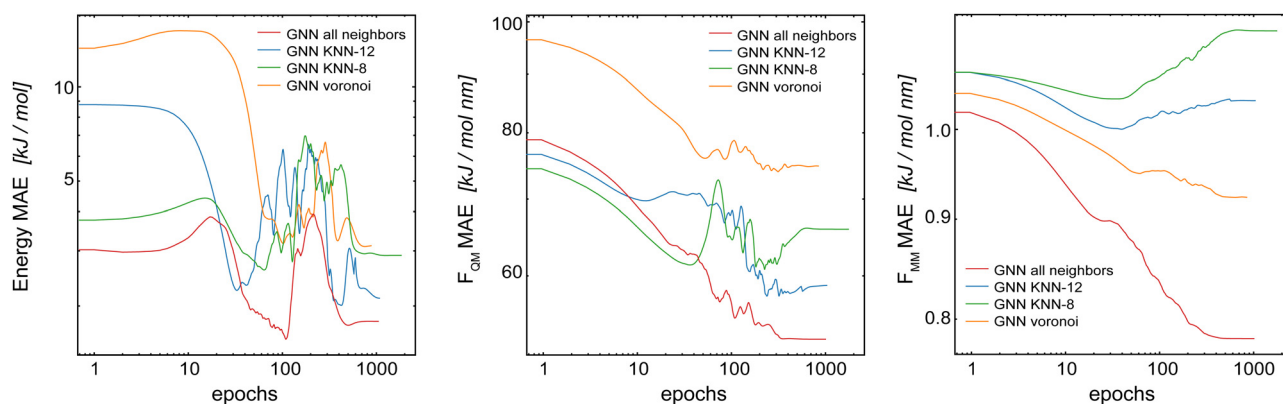 Energy MAE [kJ / mol]
10
5
GNN all neighbors
GNN KNN-12
GNN KNN-8
GNN voronoi
1 10 100 1000
epochs
F_QM MAE [kJ / mol nm]
100
80
60
GNN all neighbors
GNN KNN-12
GNN KNN-8
GNN voronoi
1 10 100 1000
epochs
F_MM MAE [kJ / mol nm]
1.0
0.9
0.8
GNN all neighbors
GNN KNN-12
GNN KNN-8
GNN voronoi
1 10 100 1000
epochs